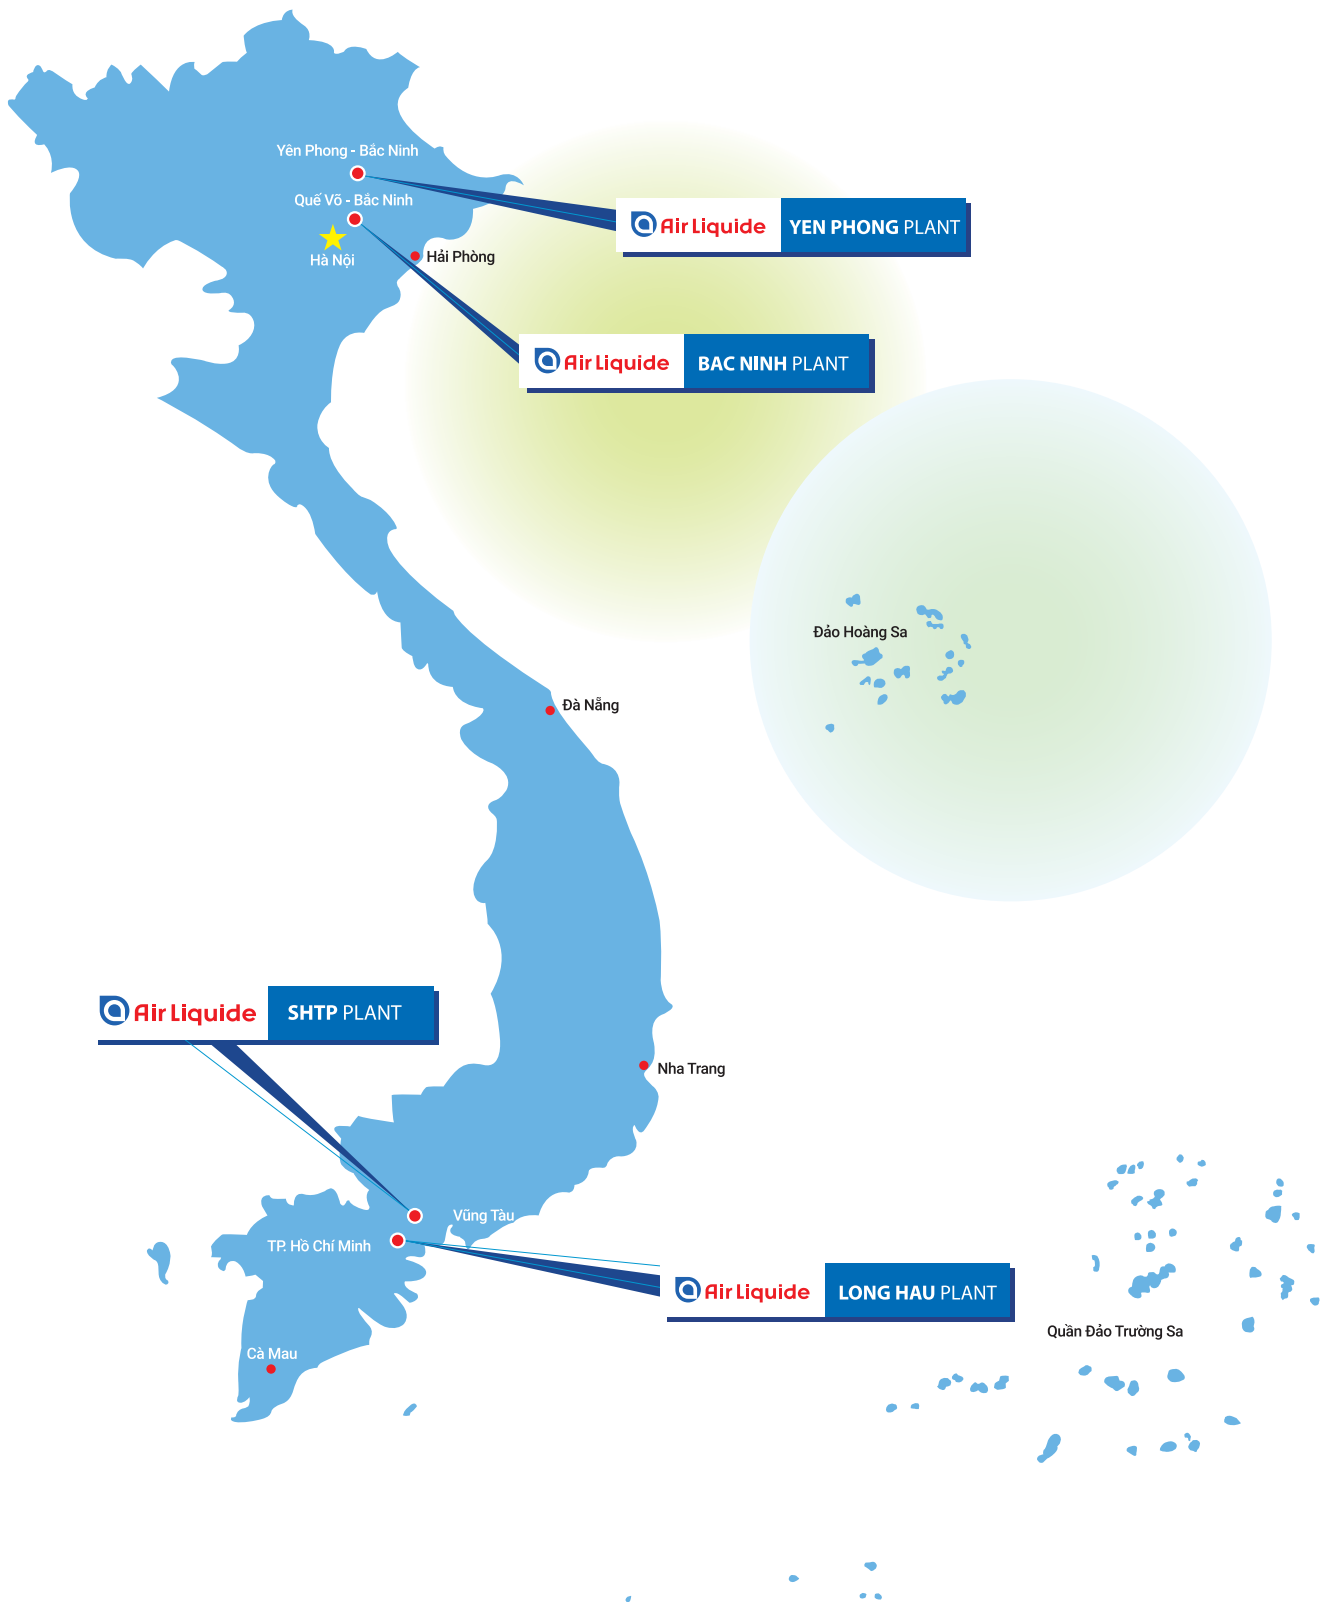 Yên Phong - Bắc Ninh
Quế Võ - Bắc Ninh
Air Liquide YEN PHONG PLANT
Hà Nội
Hải Phòng
Air Liquide BAC NINH PLANT
Đảo Hoàng Sa
Đà Nẵng
Air Liquide SHTP PLANT
Nha Trang
Vũng Tàu
TP. Hồ Chí Minh
Air Liquide LONG HAU PLANT
Quần Đảo Trường Sa
Cà Mau